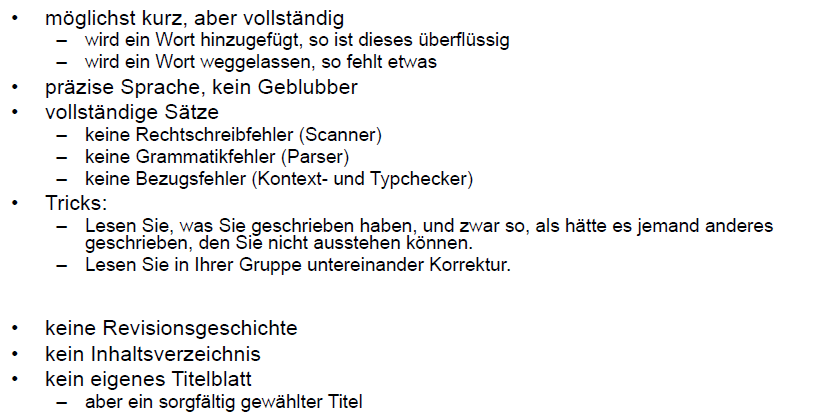 • möglichst kurz, aber vollständig
– wird ein Wort hinzugefügt, so ist dieses überflüssig
– wird ein Wort weggelassen, so fehlt etwas
• präzise Sprache, kein Geblubber
• vollständige Sätze
– keine Rechtschreibfehler (Scanner)
– keine Grammatikfehler (Parser)
– keine Bezugsfehler (Kontext- und Typchecker)
• Tricks:
– Lesen Sie, was Sie geschrieben haben, und zwar so, als hätte es jemand anderes
geschrieben, den Sie nicht ausstehen können.
– Lesen Sie in Ihrer Gruppe untereinander Korrektur.
• keine Revisionsgeschichte
• kein Inhaltsverzeichnis
• kein eigenes Titelblatt
– aber ein sorgfältig gewählter Titel